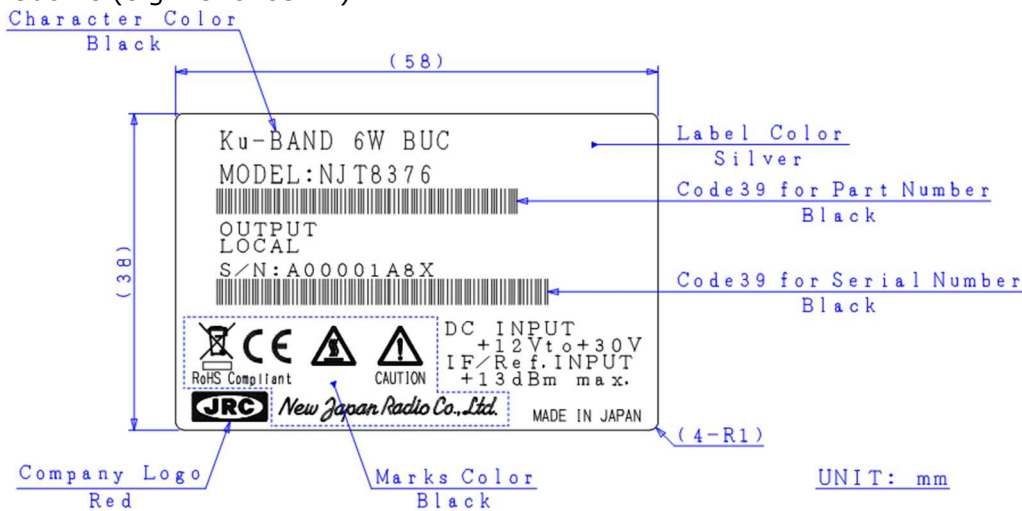 Character Color
Black
(58)
Ku-BAND 6W BUC
MODEL:NJT8376
Label Color
Silver
Code39 for Part Number
Black
OUTPUT
LOCAL
(38)
S/N:A00001A8X
Code39 for Serial Number
Black
DC INPUT
+12Vto+30V
IF/Ref.INPUT
+13dBm max.
CE
RoHS Compliant
CAUTION
JRC New Japan Radio Co.,Ltd.
MADE IN JAPAN
(4-R1)
Company Logo
Red
Marks Color
Black
UNIT: mm